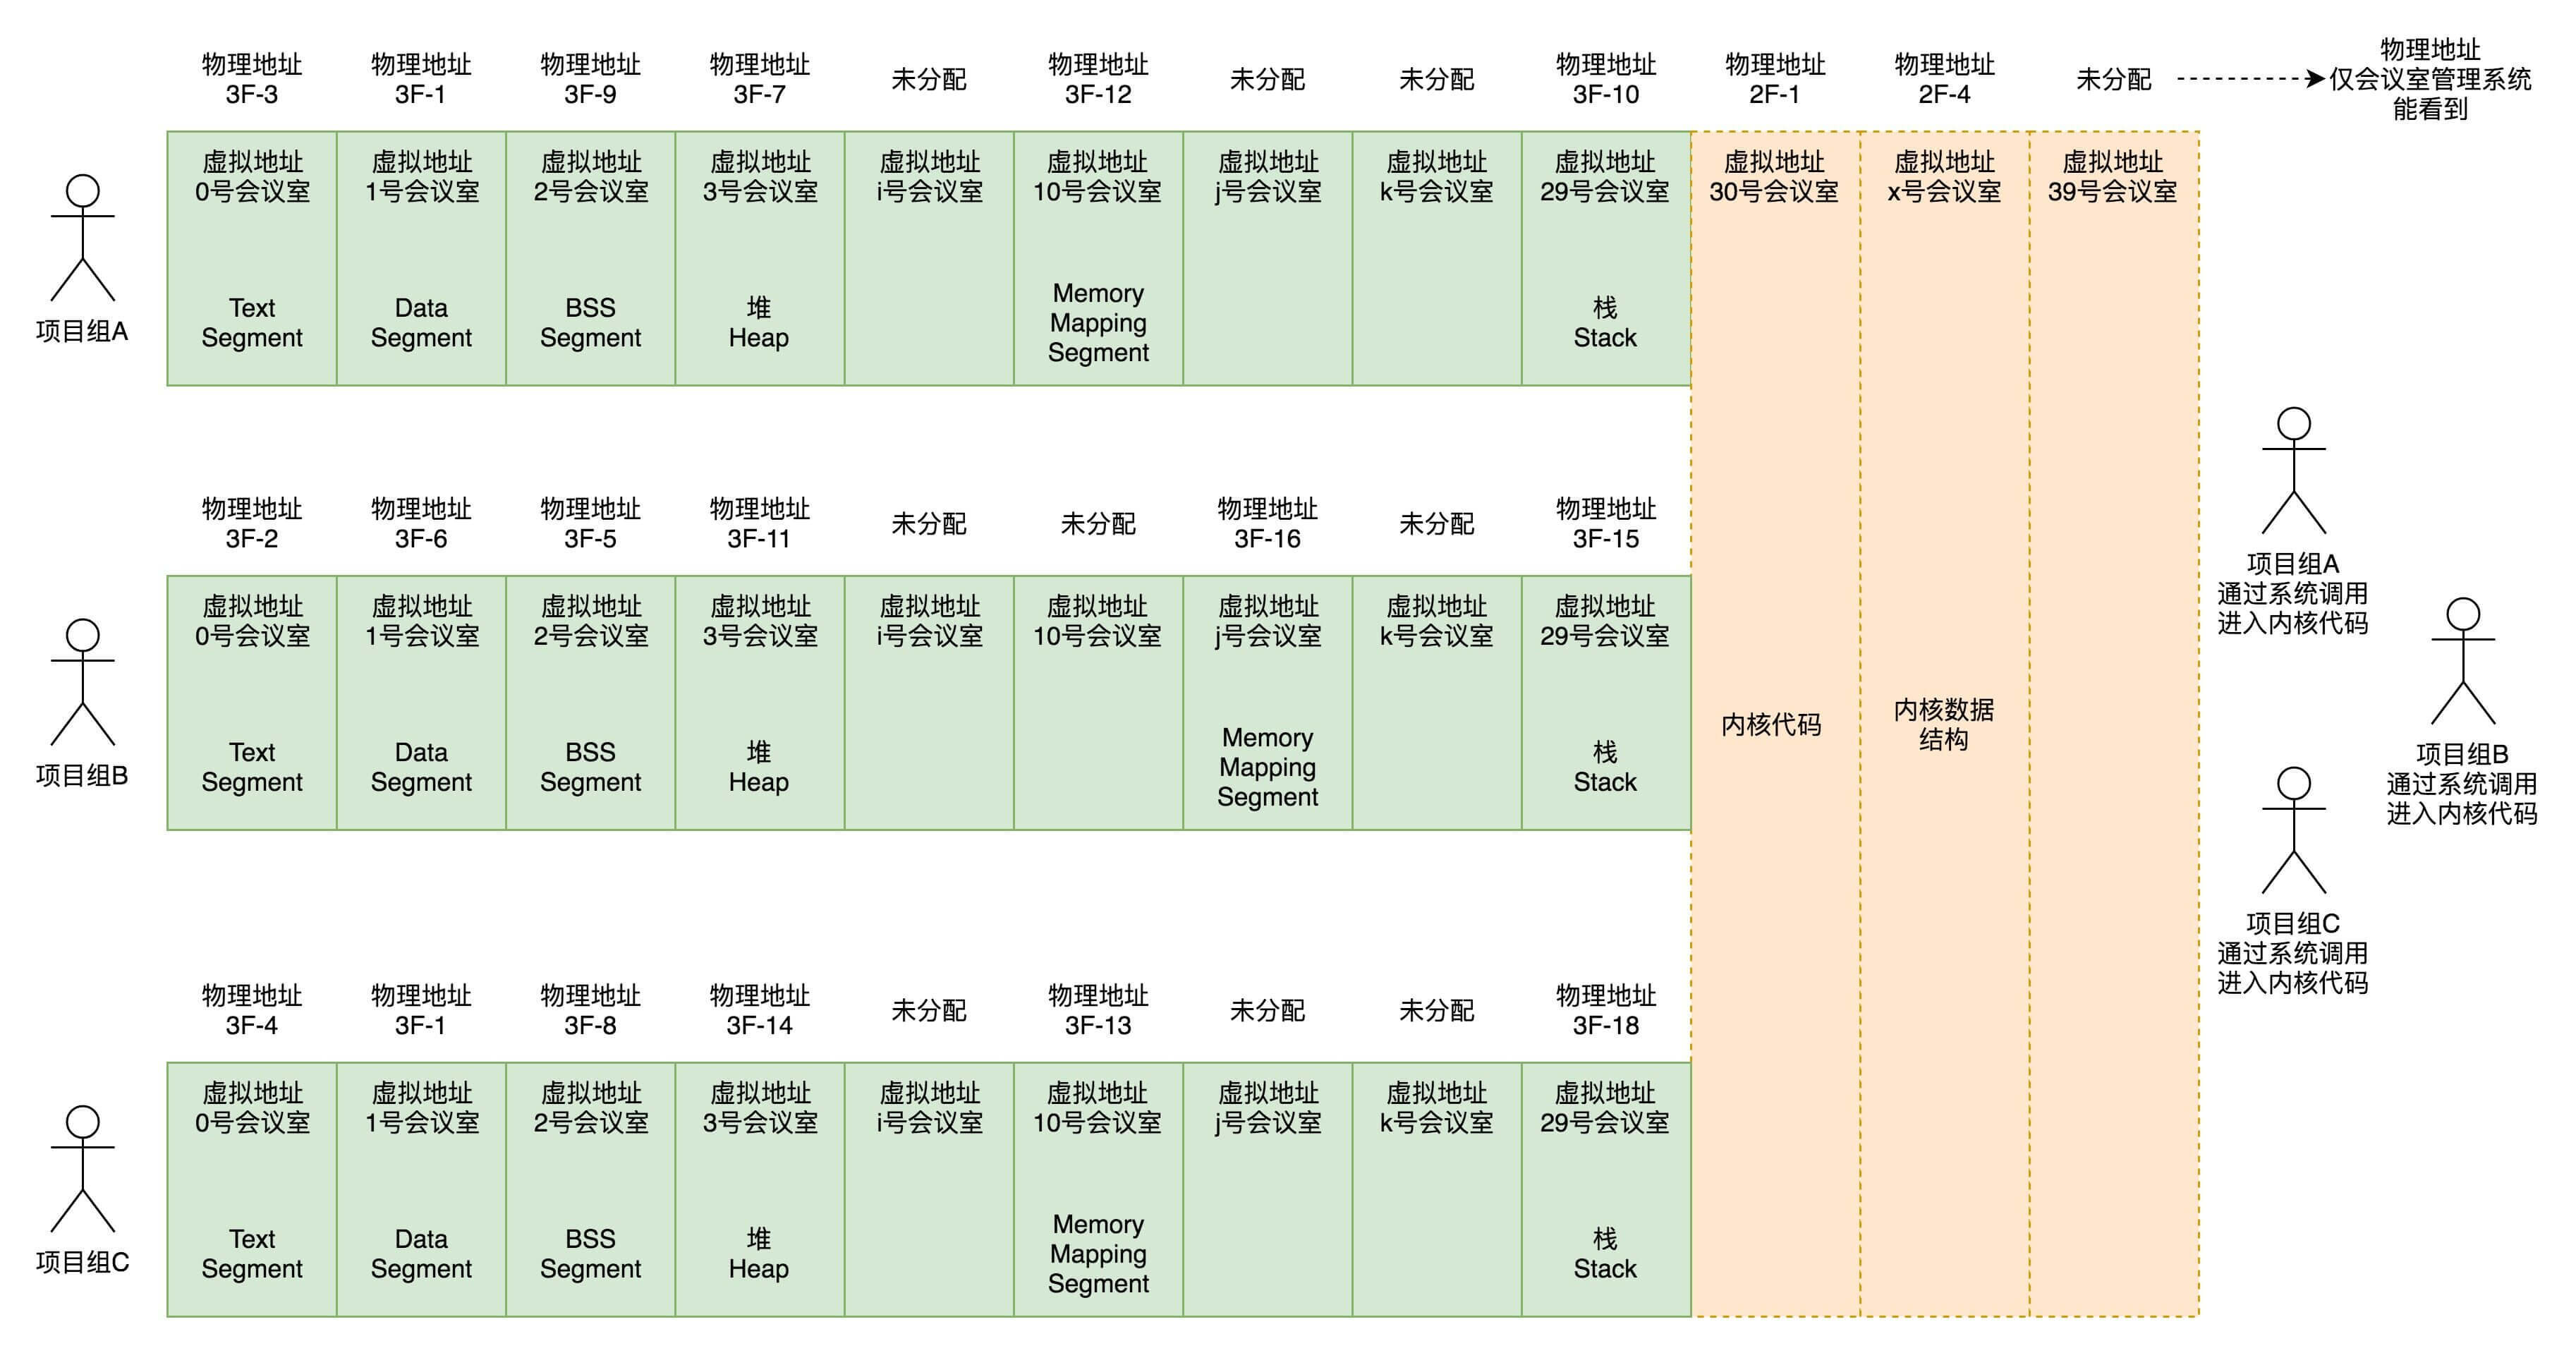 物理地址
3F-3
物理地址
3F-1
物理地址
3F-9
物理地址
3F-7
未分配
物理地址
3F-12
未分配
未分配
物理地址
3F-10
物理地址
2F-1
物理地址
2F-4
未分配
物理地址
仅会议室管理系统
能看到
项目组A
虚拟地址
0号会议室
Text
Segment
虚拟地址
1号会议室
Data
Segment
虚拟地址
2号会议室
BSS
Segment
虚拟地址
3号会议室
堆
Heap
虚拟地址
i号会议室
虚拟地址
10号会议室
Memory
Mapping
Segment
虚拟地址
j号会议室
虚拟地址
k号会议室
虚拟地址
29号会议室
栈
Stack
虚拟地址
30号会议室
内核代码
虚拟地址
x号会议室
内核数据
结构
虚拟地址
39号会议室
物理地址
3F-2
物理地址
3F-6
物理地址
3F-5
物理地址
3F-11
未分配
未分配
物理地址
3F-16
未分配
物理地址
3F-15
项目组B
虚拟地址
0号会议室
Text
Segment
虚拟地址
1号会议室
Data
Segment
虚拟地址
2号会议室
BSS
Segment
虚拟地址
3号会议室
堆
Heap
虚拟地址
i号会议室
虚拟地址
10号会议室
虚拟地址
j号会议室
Memory
Mapping
Segment
虚拟地址
k号会议室
虚拟地址
29号会议室
栈
Stack
项目组A
通过系统调用
进入内核代码
项目组B
通过系统调用
进入内核代码
项目组C
通过系统调用
进入内核代码
物理地址
3F-4
物理地址
3F-1
物理地址
3F-8
物理地址
3F-14
未分配
物理地址
3F-13
未分配
未分配
物理地址
3F-18
项目组C
虚拟地址
0号会议室
Text
Segment
虚拟地址
1号会议室
Data
Segment
虚拟地址
2号会议室
BSS
Segment
虚拟地址
3号会议室
堆
Heap
虚拟地址
i号会议室
虚拟地址
10号会议室
Memory
Mapping
Segment
虚拟地址
j号会议室
虚拟地址
k号会议室
虚拟地址
29号会议室
栈
Stack